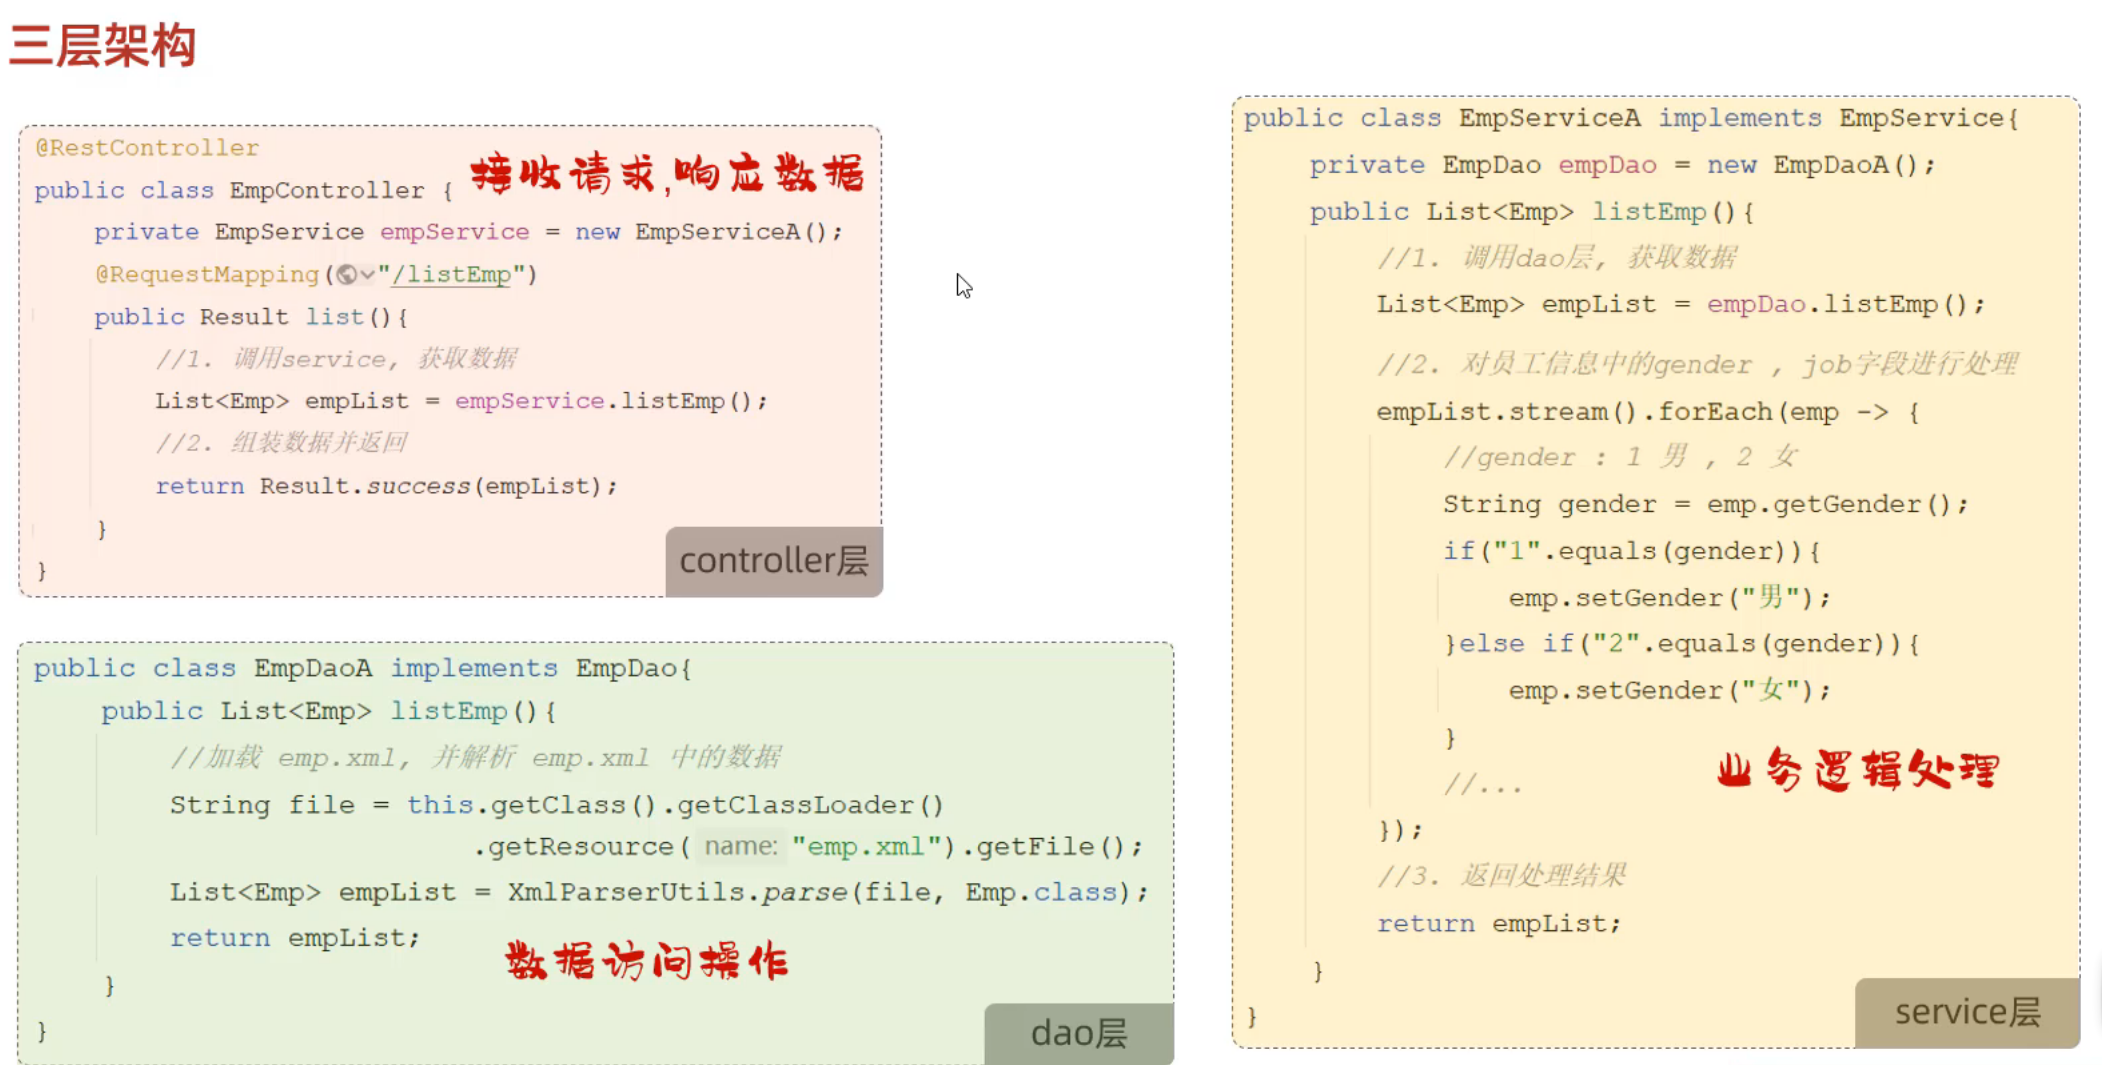 三层架构
@RestController
public class EmpController {
接收请求,响应数据
private EmpService empService = new EmpServiceA();
@RequestMapping("/listEmp")
public Result list(){
//1. 调用service, 获取数据
List<Emp> empList = empService.listEmp();
//2. 组装数据并返回
return Result.success(empList);
}
}
controller层
public class EmpDaoA implements EmpDao{
public List<Emp> listEmp(){
//加载 emp.xml, 并解析 emp.xml 中的数据
String file = this.getClass().getClassLoader()
.getResource( name: "emp.xml").getFile();
List<Emp> empList = XmlParserUtils.parse(file, Emp.class);
return empList;
数据访问操作
}
}
dao层
public class EmpServiceA implements EmpService{
private EmpDao empDao = new EmpDaoA();
public List<Emp> listEmp(){
//1. 调用dao层, 获取数据
List<Emp> empList = empDao.listEmp();
//2. 对员工信息中的gender , job字段进行处理
empList.stream().forEach(emp -> {
//gender : 1 男 , 2 女
String gender = emp.getGender();
if("1".equals(gender)){
emp.setGender("男");
}else if("2".equals(gender)){
emp.setGender("女");
}
业务逻辑处理
//...
});
//3. 返回处理结果
return empList;
}
}
service层